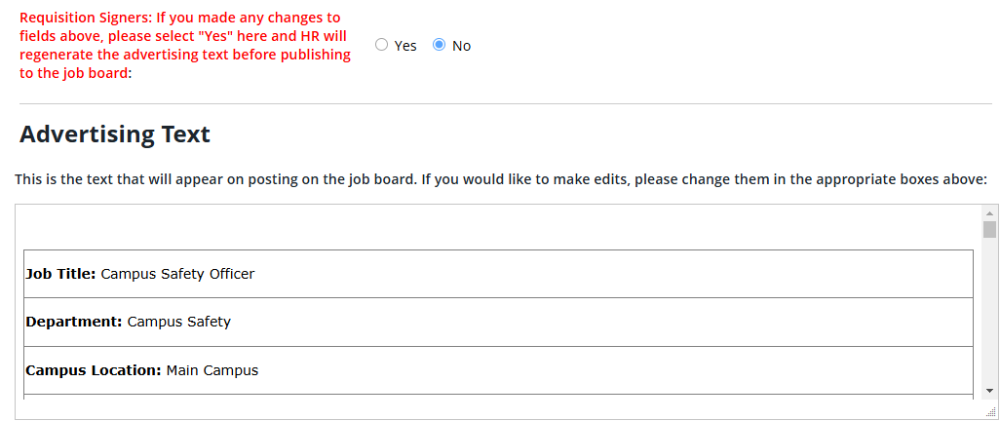 Requisition Signers: If you made any changes to
fields above, please select "Yes" here and HR will
regenerate the advertising text before publishing
to the job board:
Yes No
Advertising Text
This is the text that will appear on posting on the job board. If you would like to make edits, please change them in the appropriate boxes above:
Job Title: Campus Safety Officer
Department: Campus Safety
Campus Location: Main Campus